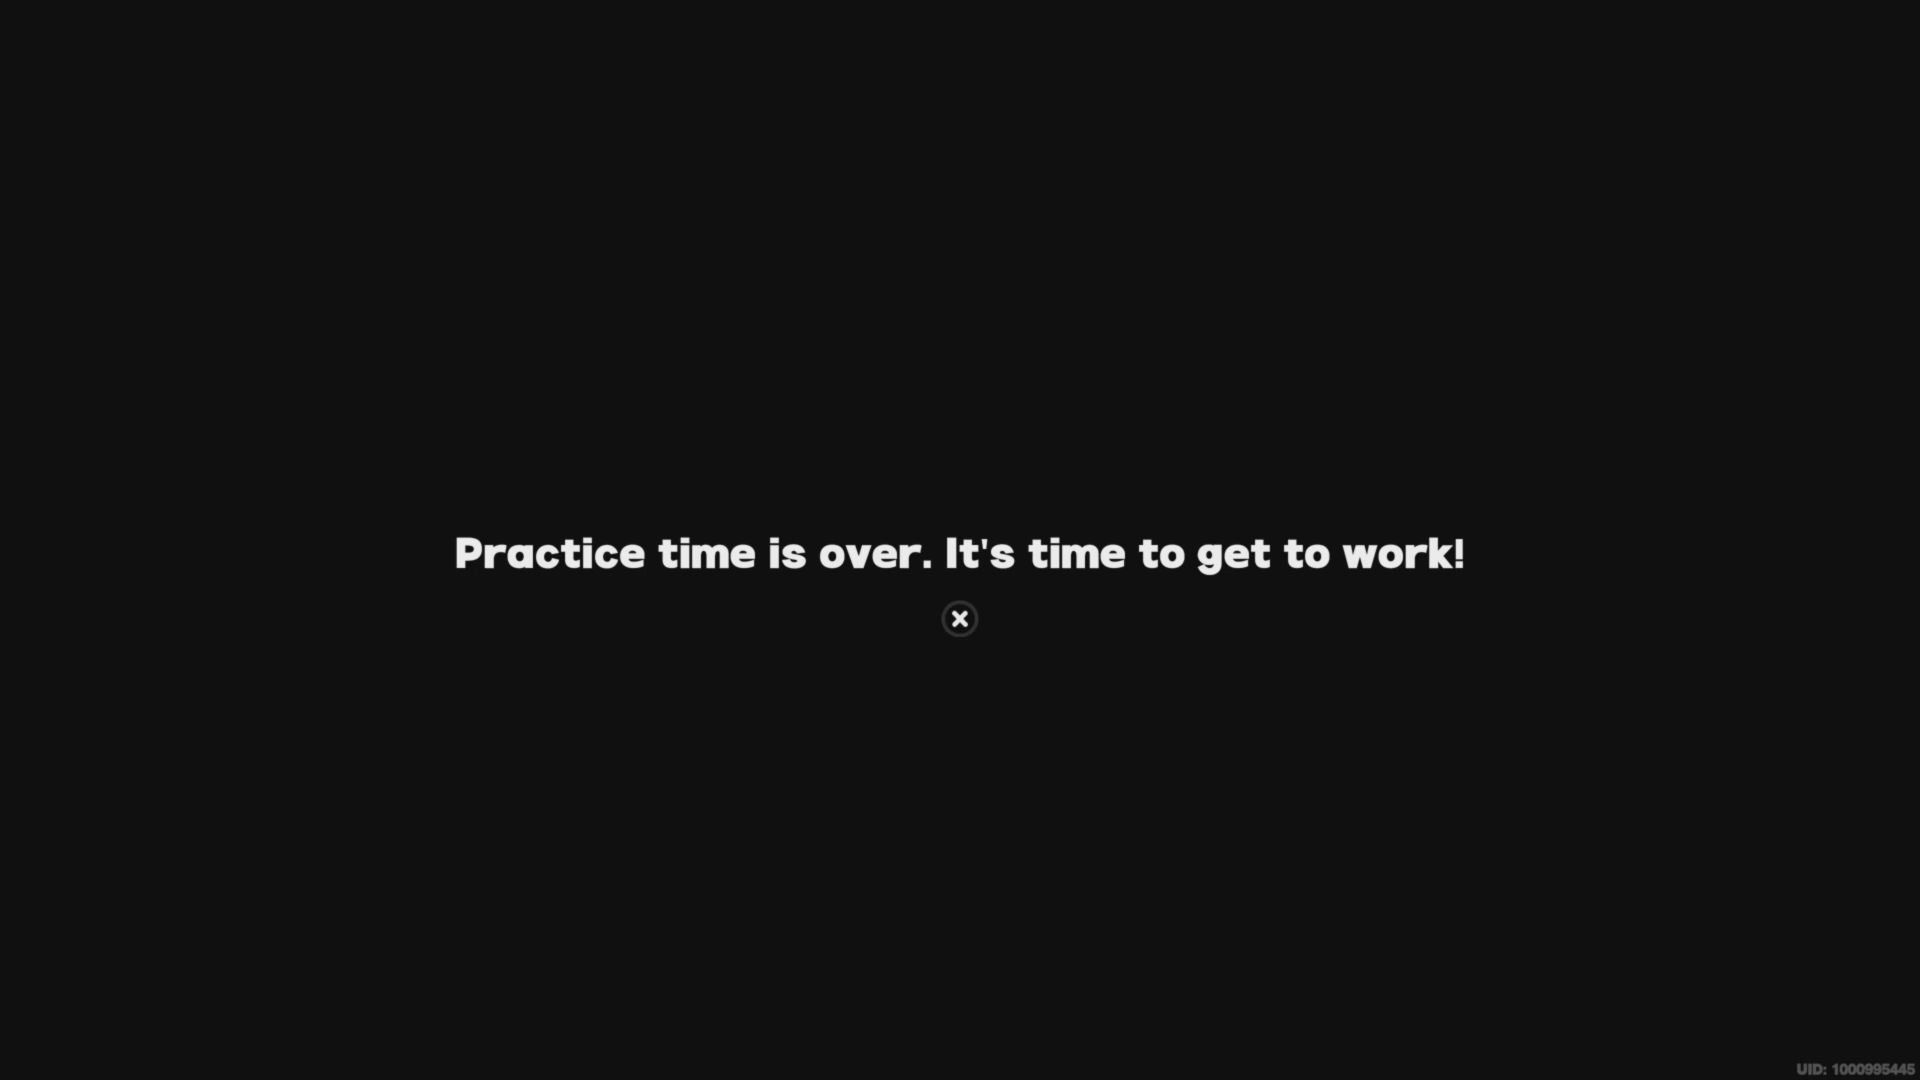 Practice time is over. It's time to get to work!
UID: 1000995445